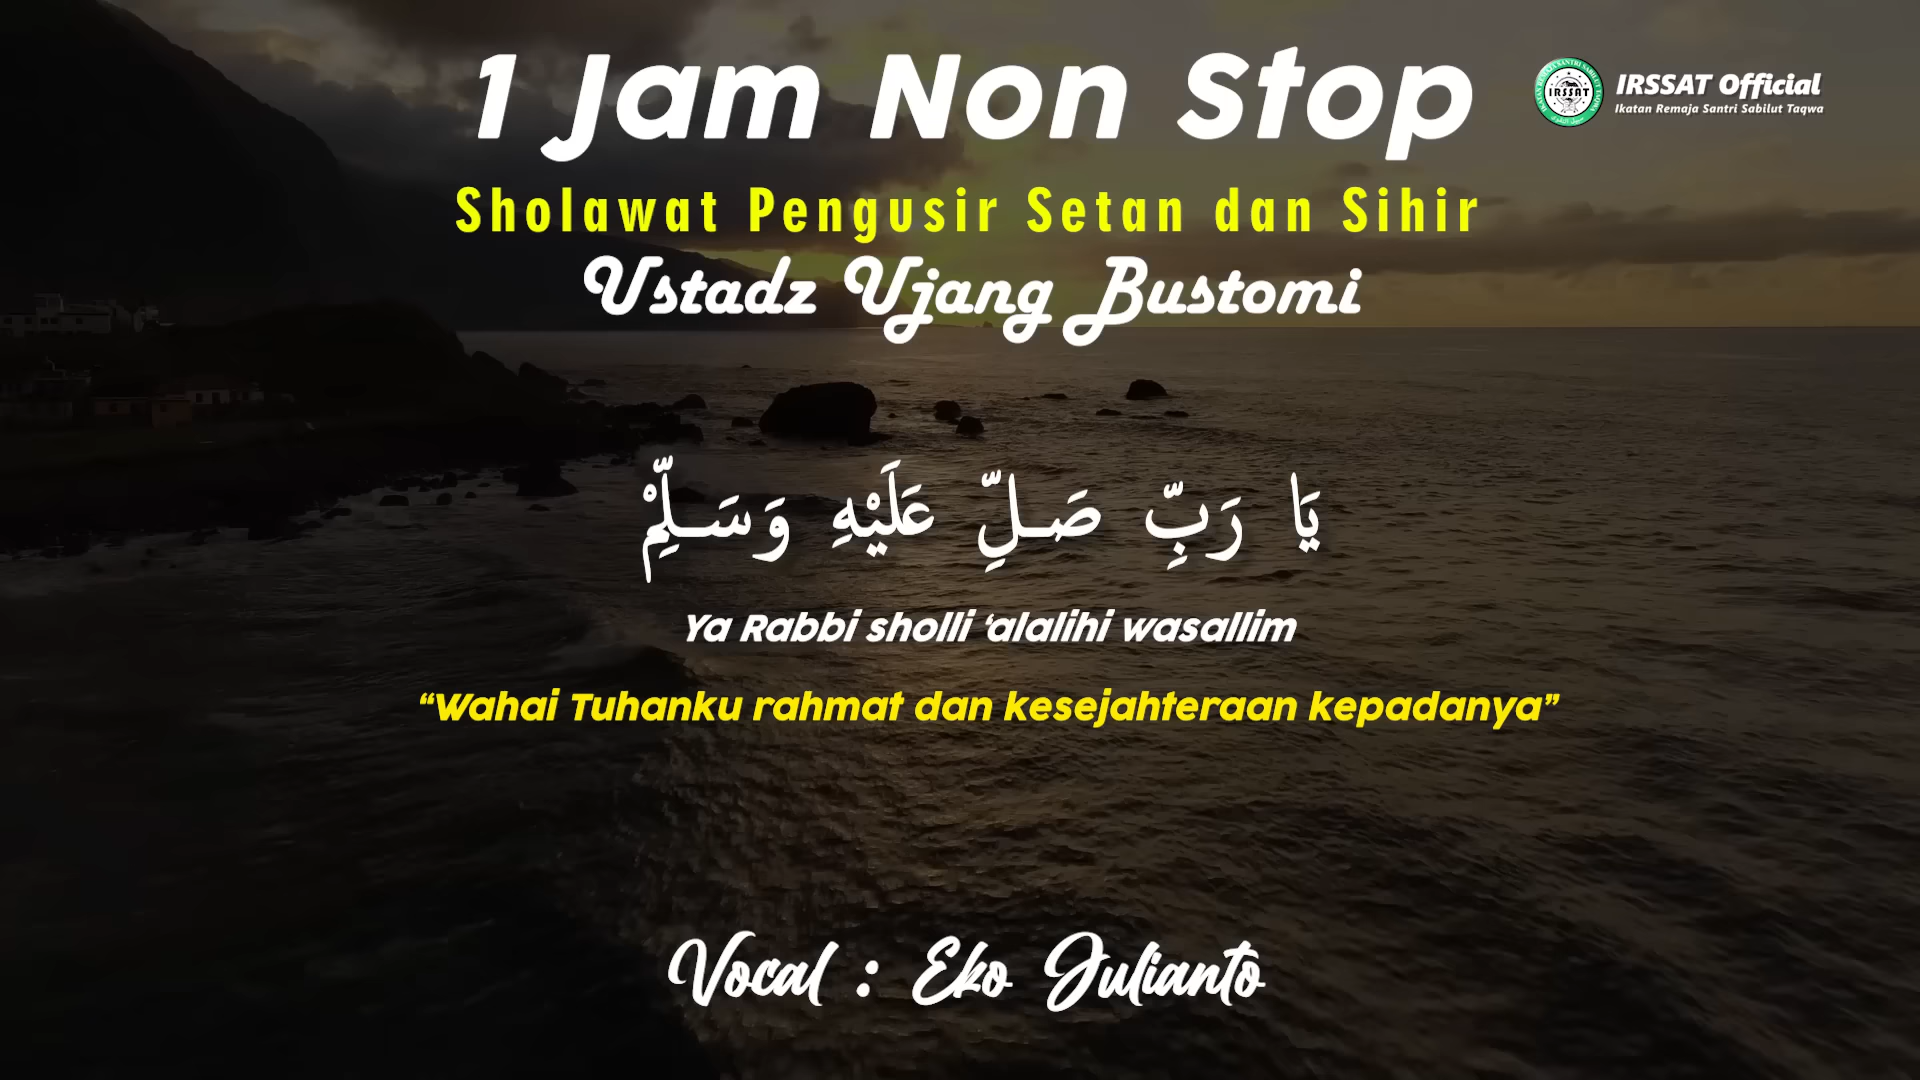 1 Jam Non Stop
IRSSAT Official
Ikatan Remaja Santri Sabilut Taqwa
IRSSAT
Sholawat Pengusir Setan dan Sihir
Ustadz Ujang Bustomi
يَا رَبِّ صَلِّ عَلَيْهِ وَسَلِّمْ
Ya Rabbi sholli ‘alalihi wasallim
“Wahai Tuhanku rahmat dan kesejahteraan kepadanya”
Vocal : Eko Julianto